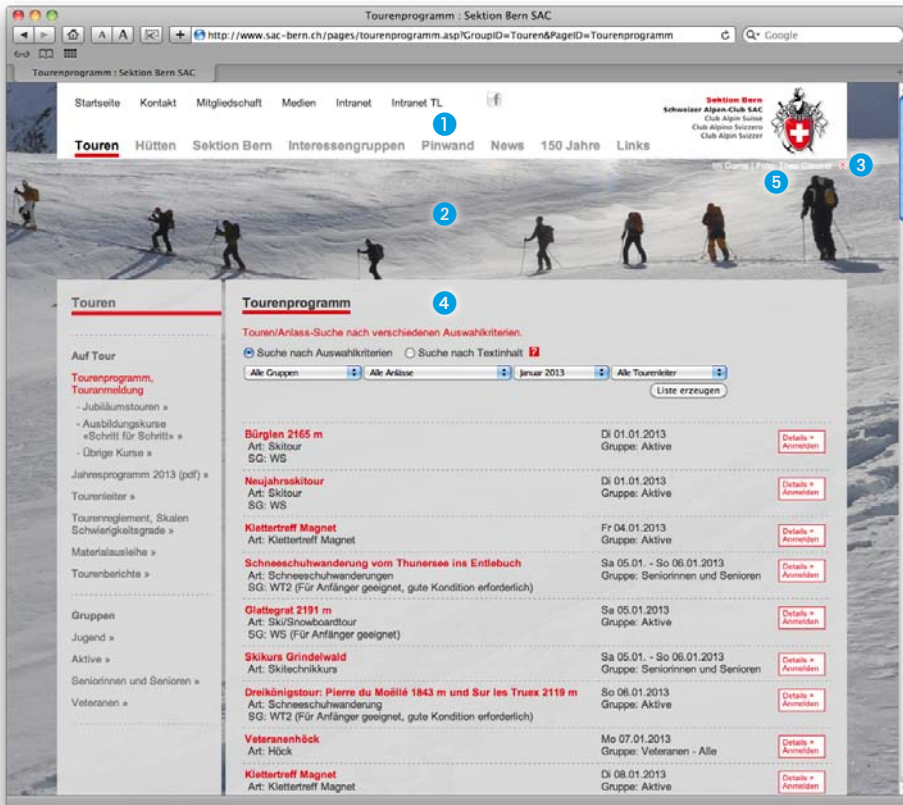 Tourenprogramm : Sektion Bern SAC
A A + http://www.sac-bern.ch/pages/tourenprogramm.asp?GroupID=Touren&PageID=Tourenprogramm Google
Tourenprogramm : Sektion Bern SAC
Startseite Kontakt Mitgliedschaft Medien Intranet Intranet TL f
Sektion Bern
Schweizer Alpen-Club SAC
Club Alpin Suisse
Club Alpino Svizzero
Club Alpin Svizzer
1
Touren Hütten Sektion Bern Interessengruppen Pinwand News 150 Jahre Links
3
5
2
Touren
Auf Tour
Tourenprogramm,
Touranmeldung
- Jubiläumstouren »
- Ausbildungskurse
«Schritt für Schritt» »
- Übrige Kurse »
Jahresprogramm 2013 (pdf) »
Tourenleiter »
Tourenreglement, Skalen
Schwierigkeitsgrade »
Materialausleihe »
Tourenberichte »
Gruppen
Jugend »
Aktive »
Seniorinnen und Senioren »
Veteranen »
Tourenprogramm 4
Touren/Anlass-Suche nach verschiedenen Auswahlkriterien.
Suche nach Auswahlkriterien Suche nach Textinhalt ?
Alle Gruppen Alle Anlässe Januar 2013 Alle Tourenleiter
Liste erzeugen
Bürglen 2165 m Di 01.01.2013 Details »
Art: Skitour Gruppe: Aktive Anmelden
SG: WS
Neujahrsskitour Di 01.01.2013 Details »
Art: Skitour Gruppe: Aktive Anmelden
SG: WS
Klettertreff Magnet Fr 04.01.2013 Details »
Art: Klettertreff Magnet Gruppe: Aktive Anmelden
Schneeschuhwanderung vom Thunersee ins Entlebuch Sa 05.01. - So 06.01.2013 Details »
Art: Schneeschuhwanderungen Gruppe: Seniorinnen und Senioren Anmelden
SG: WT2 (Für Anfänger geeignet, gute Kondition erforderlich)
Glattegrat 2191 m Sa 05.01.2013 Details »
Art: Ski/Snowboardtour Gruppe: Aktive Anmelden
SG: WS (Für Anfänger geeignet)
Skikurs Grindelwald Sa 05.01. - So 06.01.2013 Details »
Art: Skitechnikkurs Gruppe: Seniorinnen und Senioren Anmelden
Dreikönigstour: Pierre du Moëllé 1843 m und Sur les Truex 2119 m So 06.01.2013 Details »
Art: Schneeschuhwanderung Gruppe: Aktive Anmelden
SG: WT2 (Für Anfänger geeignet, gute Kondition erforderlich)
Veteranenhöck Mo 07.01.2013 Details »
Art: Höck Gruppe: Veteranen - Alle Anmelden
Klettertreff Magnet Di 08.01.2013 Details »
Art: Klettertreff Magnet Gruppe: Aktive Anmelden